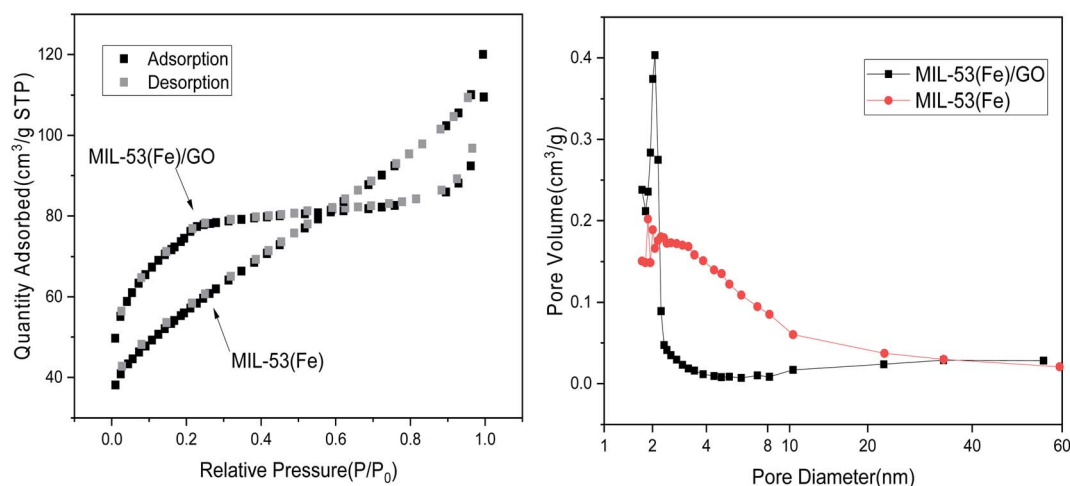 120
100
80
60
40
Quantity Adsorbed(cm³/g STP)
Adsorption
Desorption
MIL-53(Fe)/GO
MIL-53(Fe)
0.0 0.2 0.4 0.6 0.8 1.0
Relative Pressure(P/P₀)
0.4
0.3
0.2
0.1
0.0
Pore Volume(cm³/g)
MIL-53(Fe)/GO
MIL-53(Fe)
1 2 4 6 8 10 20 40 60
Pore Diameter(nm)